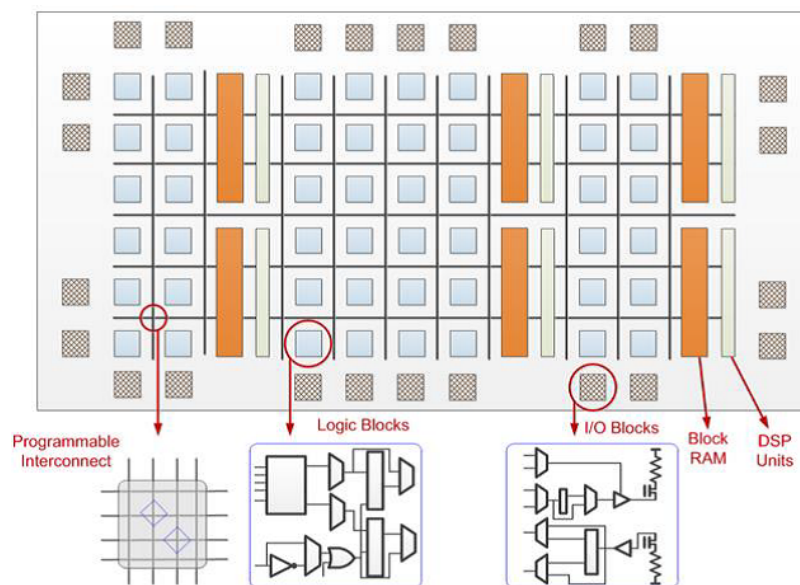 Programmable
Interconnect
Logic Blocks
I/O Blocks
Block
RAM
DSP
Units